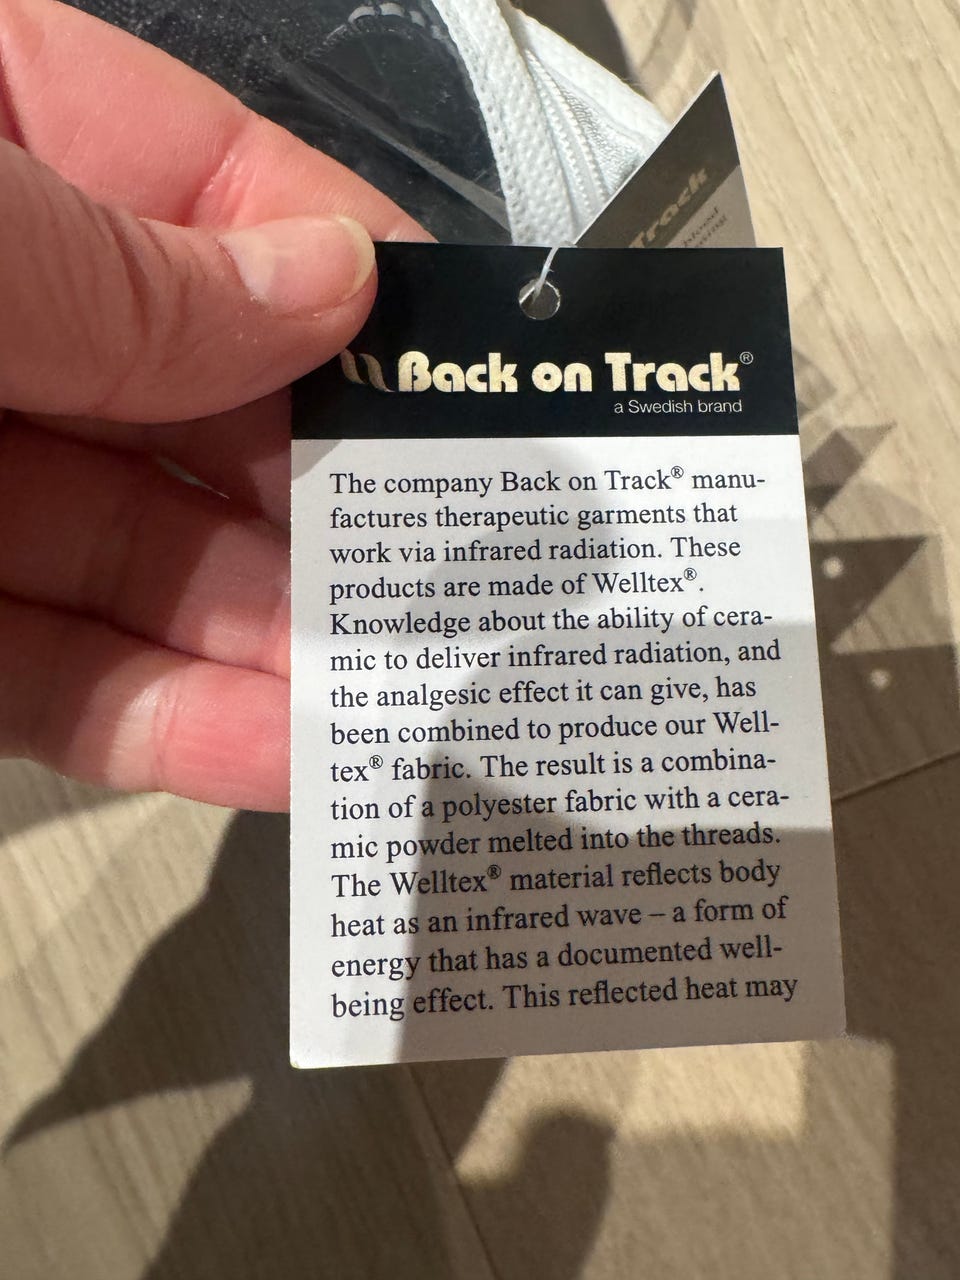 Track
Back on Track®
a Swedish brand
The company Back on Track® manu-
factures therapeutic garments that
work via infrared radiation. These
products are made of Welltex®.
Knowledge about the ability of cera-
mic to deliver infrared radiation, and
the analgesic effect it can give, has
been combined to produce our Well-
tex® fabric. The result is a combina-
tion of a polyester fabric with a cera-
mic powder melted into the threads.
The Welltex® material reflects body
heat as an infrared wave – a form of
energy that has a documented well-
being effect. This reflected heat may